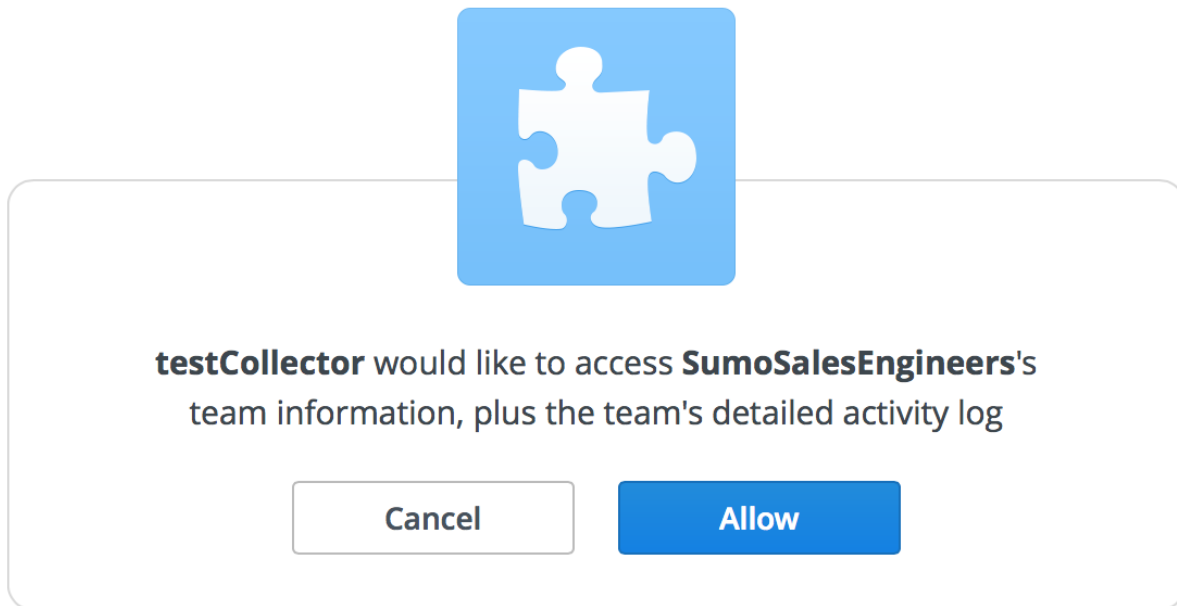 testCollector would like to access SumoSalesEngineers's
team information, plus the team's detailed activity log
Cancel
Allow